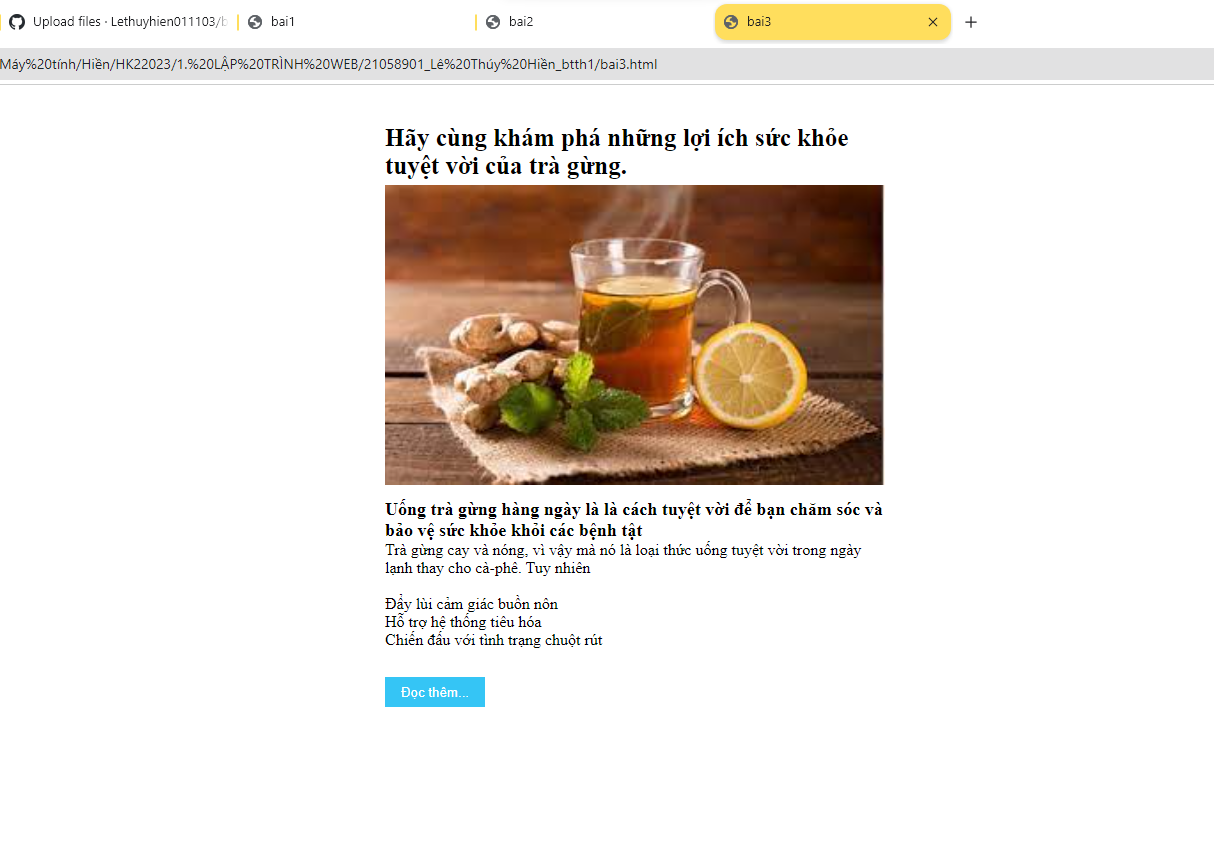 Upload files · Lethuyhien011103/b
bai1
bai2
bai3
Máy%20tính/Hiền/HK22023/1.%20LẬP%20TRÌNH%20WEB/21058901_Lê%20Thúy%20Hiền_btth1/bai3.html
Hãy cùng khám phá những lợi ích sức khỏe
tuyệt vời của trà gừng.
Uống trà gừng hàng ngày là là cách tuyệt vời để bạn chăm sóc và
bảo vệ sức khỏe khỏi các bệnh tật
Trà gừng cay và nóng, vì vậy mà nó là loại thức uống tuyệt vời trong ngày
lạnh thay cho cà-phê. Tuy nhiên
Đẩy lùi cảm giác buồn nôn
Hỗ trợ hệ thống tiêu hóa
Chiến đấu với tình trạng chuột rút
Đọc thêm...